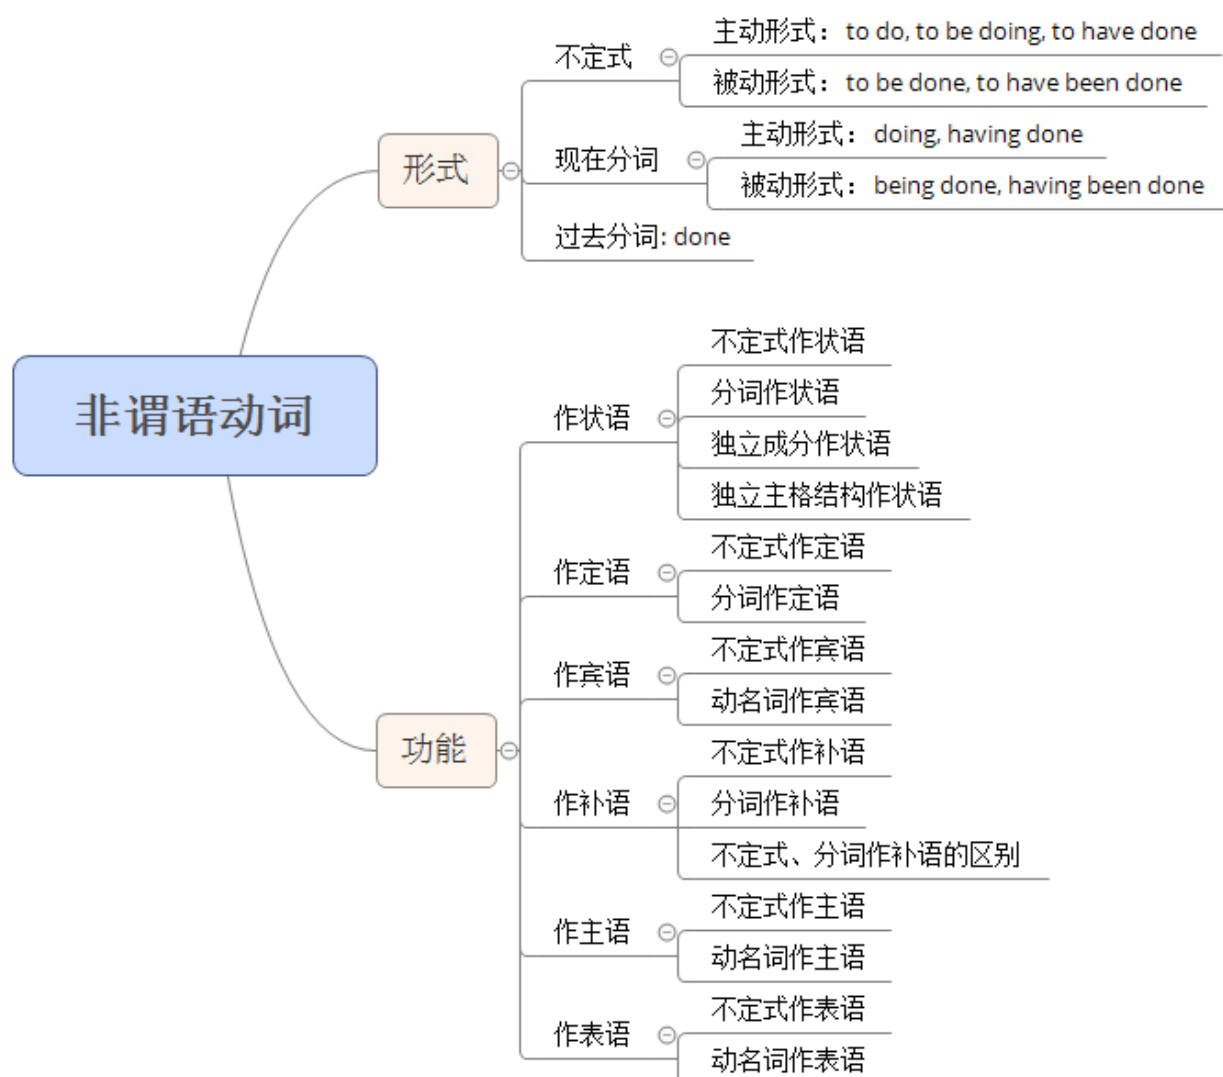 主动形式：to do, to be doing, to have done
不定式
被动形式：to be done, to have been done
主动形式：doing, having done
形式
现在分词
被动形式：being done, having been done
过去分词: done
非谓语动词
不定式作状语
分词作状语
作状语
独立成分作状语
独立主格结构作状语
不定式作定语
作定语
分词作定语
不定式作宾语
作宾语
动名词作宾语
功能
不定式作补语
作补语
分词作补语
不定式、分词作补语的区别
不定式作主语
作主语
动名词作主语
不定式作表语
作表语
动名词作表语